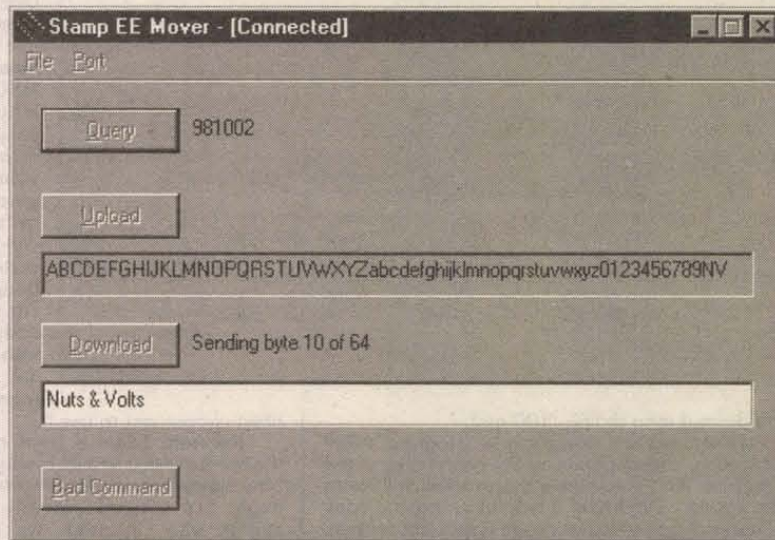 Stamp EE Mover - [Connected]
File Port
Query 981002
Upload
ABCDEFGHIJKLMNOPQRSTUVWXYZabcdefghijklmnopqrstuvwxyz0123456789NV
Download Sending byte 10 of 64
Nuts & Volts
Bad Command